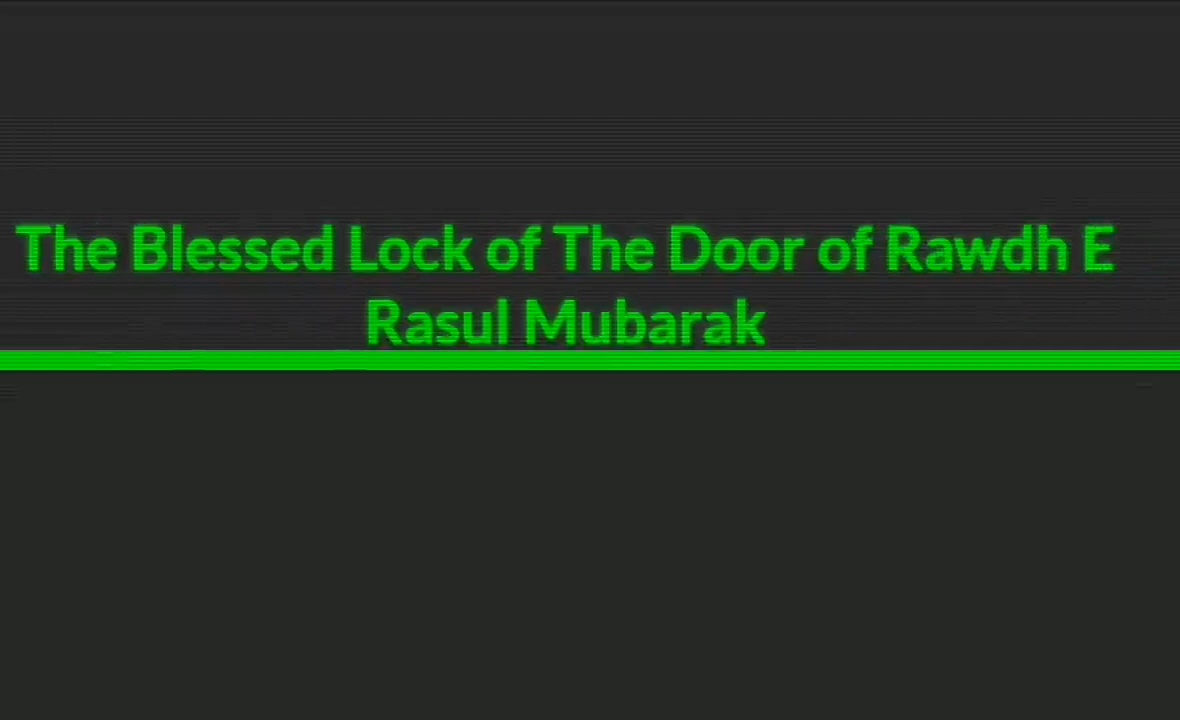 The Blessed Lock of The Door of Rawdh E
Rasul Mubarak